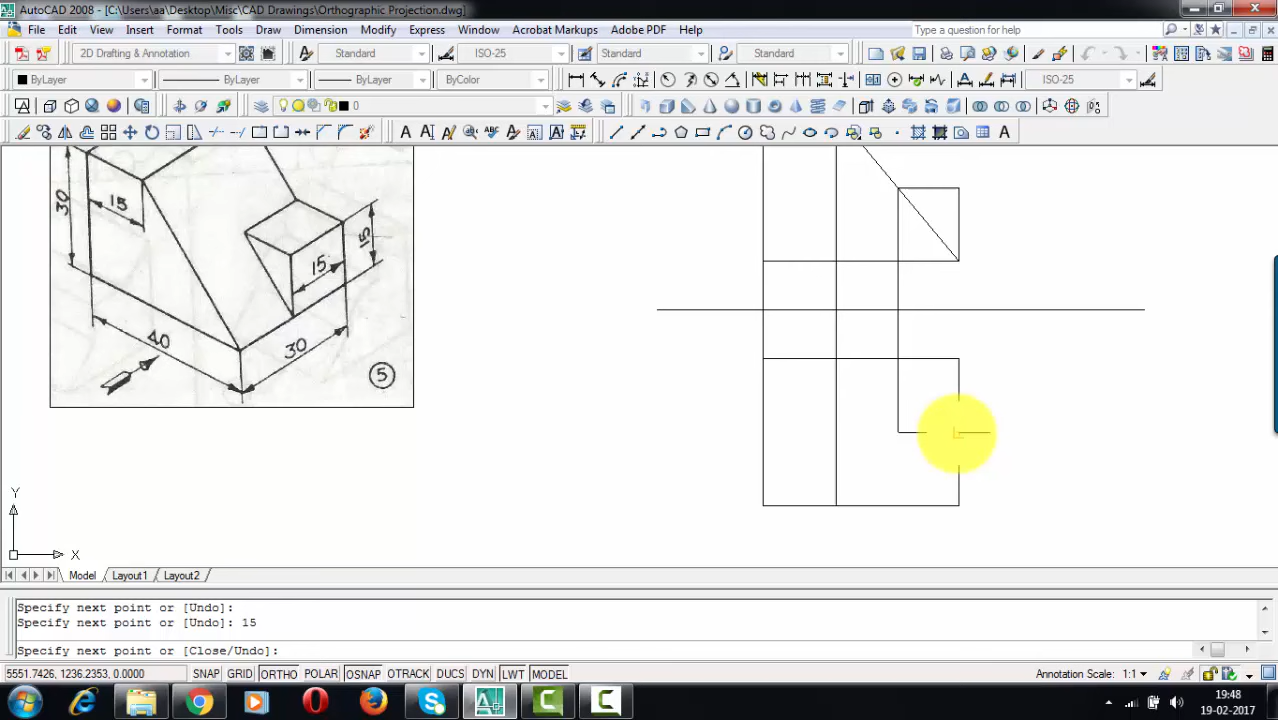 AutoCAD 2008 - [C:\Users\aa\Desktop\Misc\CAD Drawings\Orthographic Projection.dwg]
File Edit View Insert Format Tools Draw Dimension Modify Express Window Acrobat Markups Adobe PDF Help
Type a question for help
2D Drafting & Annotation Standard ISO-25 Standard Standard
ByLayer ByLayer ByLayer ByColor ISO-25
0
30
15
15
15
40
30
5
Y
X
Model Layout1 Layout2
Specify next point or [Undo]:
Specify next point or [Undo]: 15
Specify next point or [Close/Undo]:
5551.7426, 1236.2353, 0.0000 SNAP GRID ORTHO POLAR OSNAP OTRACK DUCS DYN LWT MODEL Annotation Scale: 1:1
19:48
19-02-2017